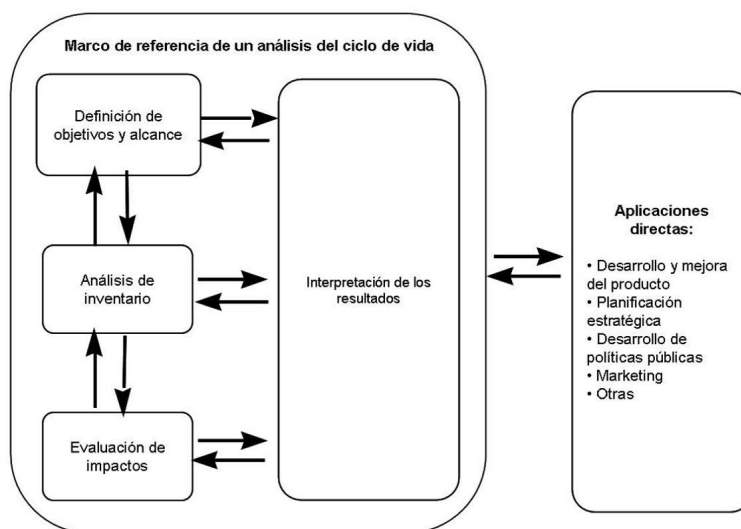 Marco de referencia de un análisis del ciclo de vida
Definición de
objetivos y alcance
Análisis de
inventario
Evaluación de
impactos
Interpretación de los
resultados
Aplicaciones
directas:
• Desarrollo y mejora
del producto
• Planificación
estratégica
• Desarrollo de
políticas públicas
• Marketing
• Otras